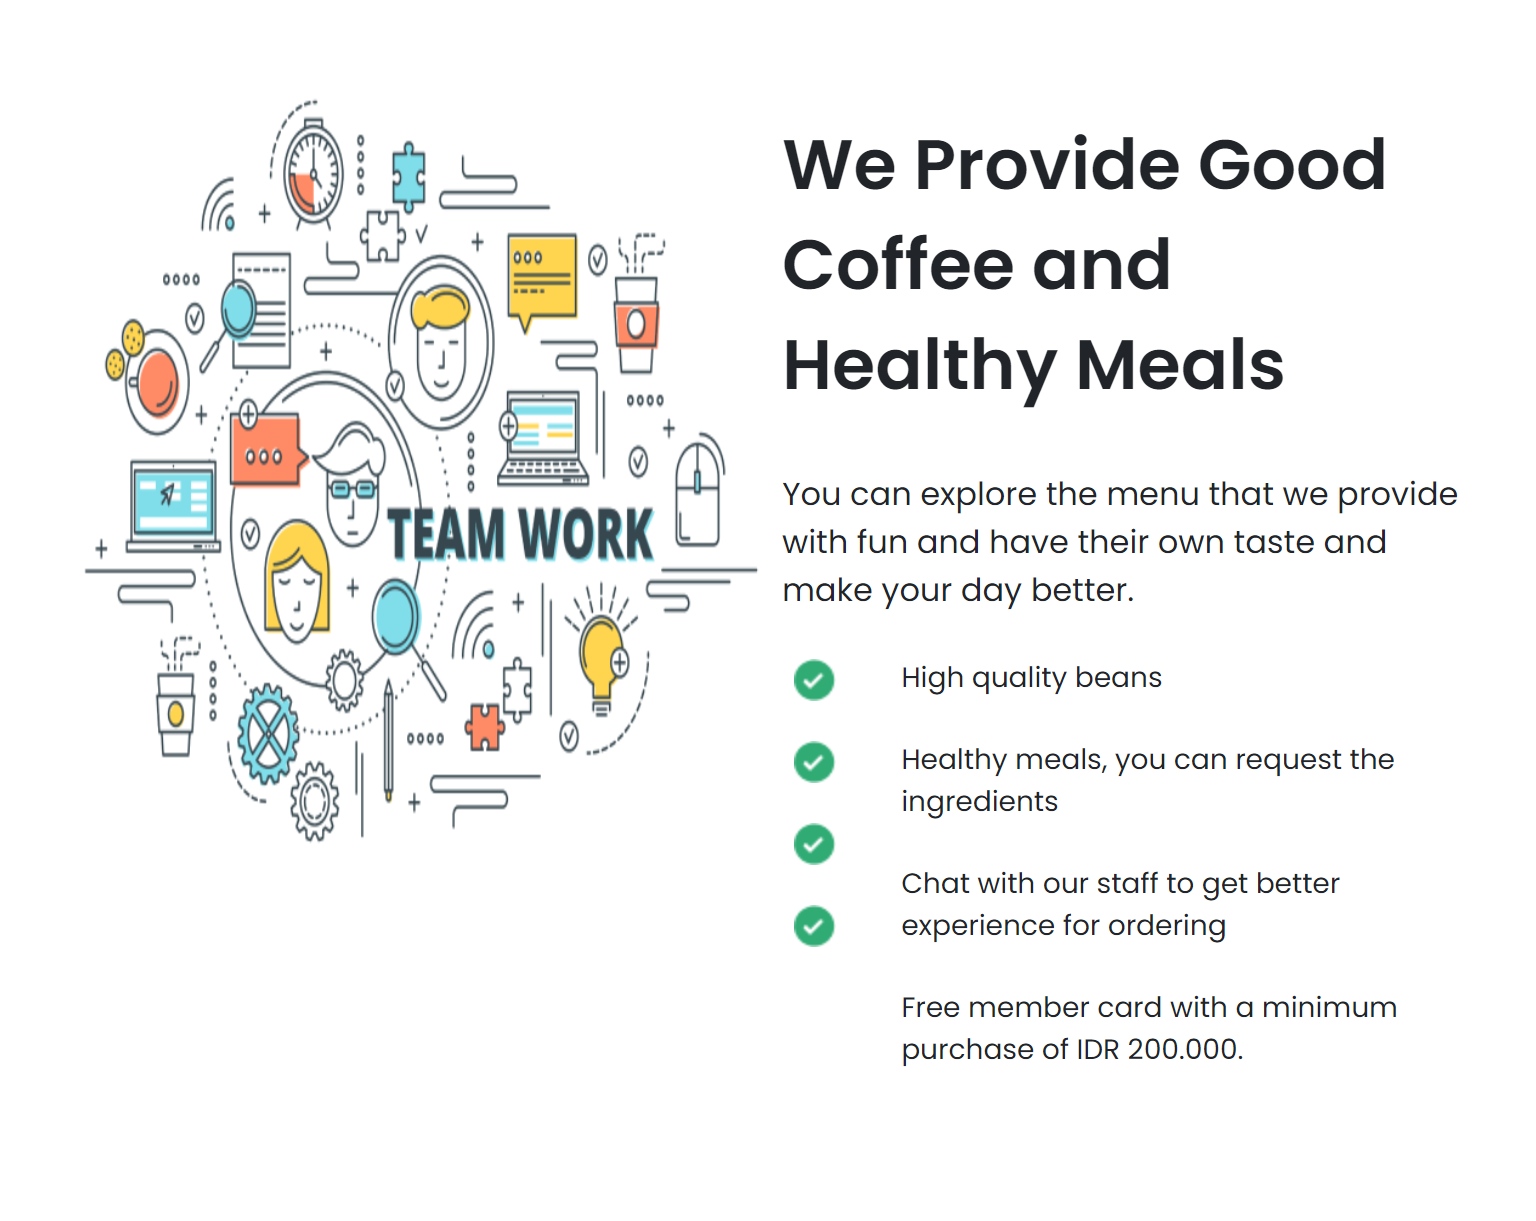 We Provide Good
Coffee and
Healthy Meals
You can explore the menu that we provide
with fun and have their own taste and
make your day better.
High quality beans
Healthy meals, you can request the
ingredients
Chat with our staff to get better
experience for ordering
Free member card with a minimum
purchase of IDR 200.000.
TEAM WORK